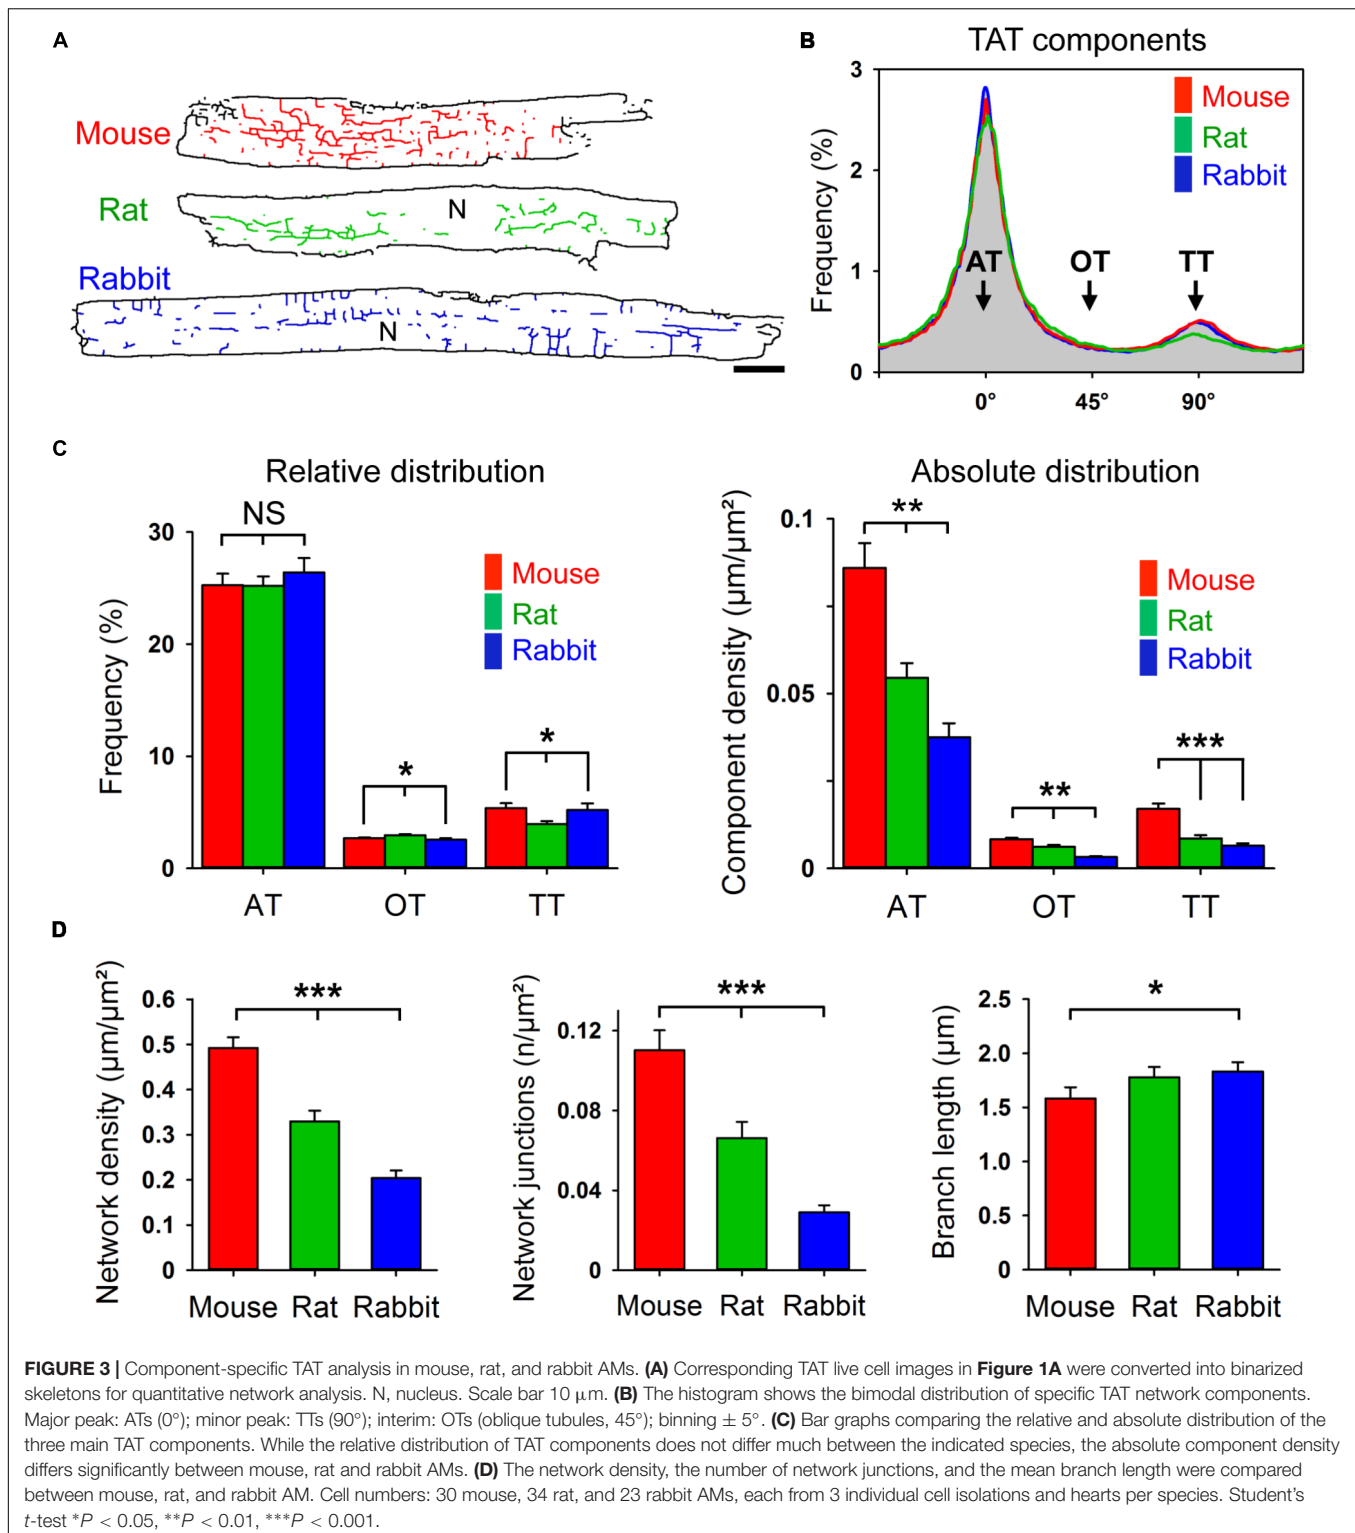 A
Mouse
Rat
N
Rabbit
N
B
TAT components
Frequency (%)
3
2
1
0
Mouse
Rat
Rabbit
AT
OT
TT
0°
45°
90°
C
Relative distribution
Frequency (%)
30
20
10
0
NS
*
*
Mouse
Rat
Rabbit
AT
OT
TT
Absolute distribution
Component density (µm/µm²)
0.1
0.05
0
**
**
***
Mouse
Rat
Rabbit
AT
OT
TT
D
Network density (µm/µm²)
0.6
0.5
0.4
0.3
0.2
0.1
0
***
Mouse
Rat
Rabbit
Network junctions (n/µm²)
0.12
0.08
0.04
0
***
Mouse
Rat
Rabbit
Branch length (µm)
2.5
2.0
1.5
1.0
0.5
0
*
Mouse
Rat
Rabbit
FIGURE 3 | Component-specific TAT analysis in mouse, rat, and rabbit AMs. (A) Corresponding TAT live cell images in Figure 1A were converted into binarized
skeletons for quantitative network analysis. N, nucleus. Scale bar 10 µm. (B) The histogram shows the bimodal distribution of specific TAT network components.
Major peak: ATs (0°); minor peak: TTs (90°); interim: OTs (oblique tubules, 45°); binning ± 5°. (C) Bar graphs comparing the relative and absolute distribution of the
three main TAT components. While the relative distribution of TAT components does not differ much between the indicated species, the absolute component density
differs significantly between mouse, rat and rabbit AMs. (D) The network density, the number of network junctions, and the mean branch length were compared
between mouse, rat, and rabbit AM. Cell numbers: 30 mouse, 34 rat, and 23 rabbit AMs, each from 3 individual cell isolations and hearts per species. Student's
t-test *P < 0.05, **P < 0.01, ***P < 0.001.